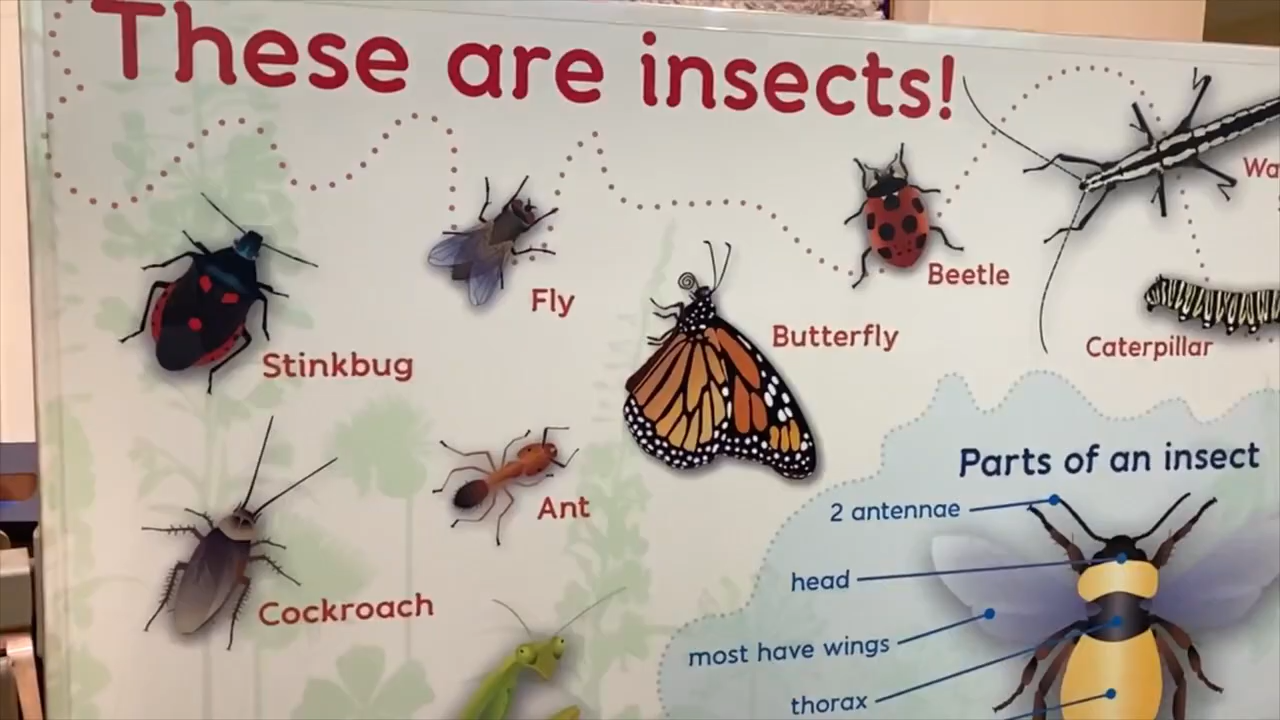 These are insects!
Beetle
Fly
Butterfly
Caterpillar
Stinkbug
Ant
Cockroach
Parts of an insect
2 antennae
head
most have wings
thorax